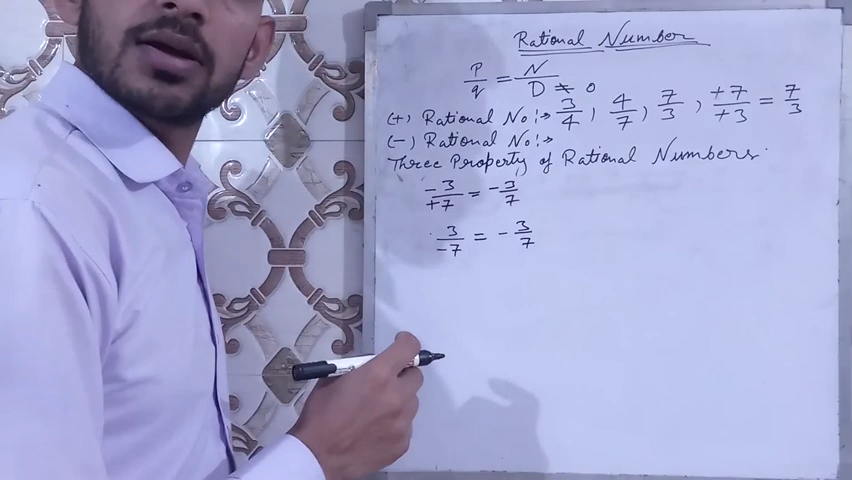 Rational Number
P/q = N/D ≠ 0
(+) Rational No:→ 3/4, 4/7, 7/3, +7/+3 = 7/3
(-) Rational No:→
Three Property of Rational Numbers.
-3/+7 = -3/7
3/-7 = -3/7